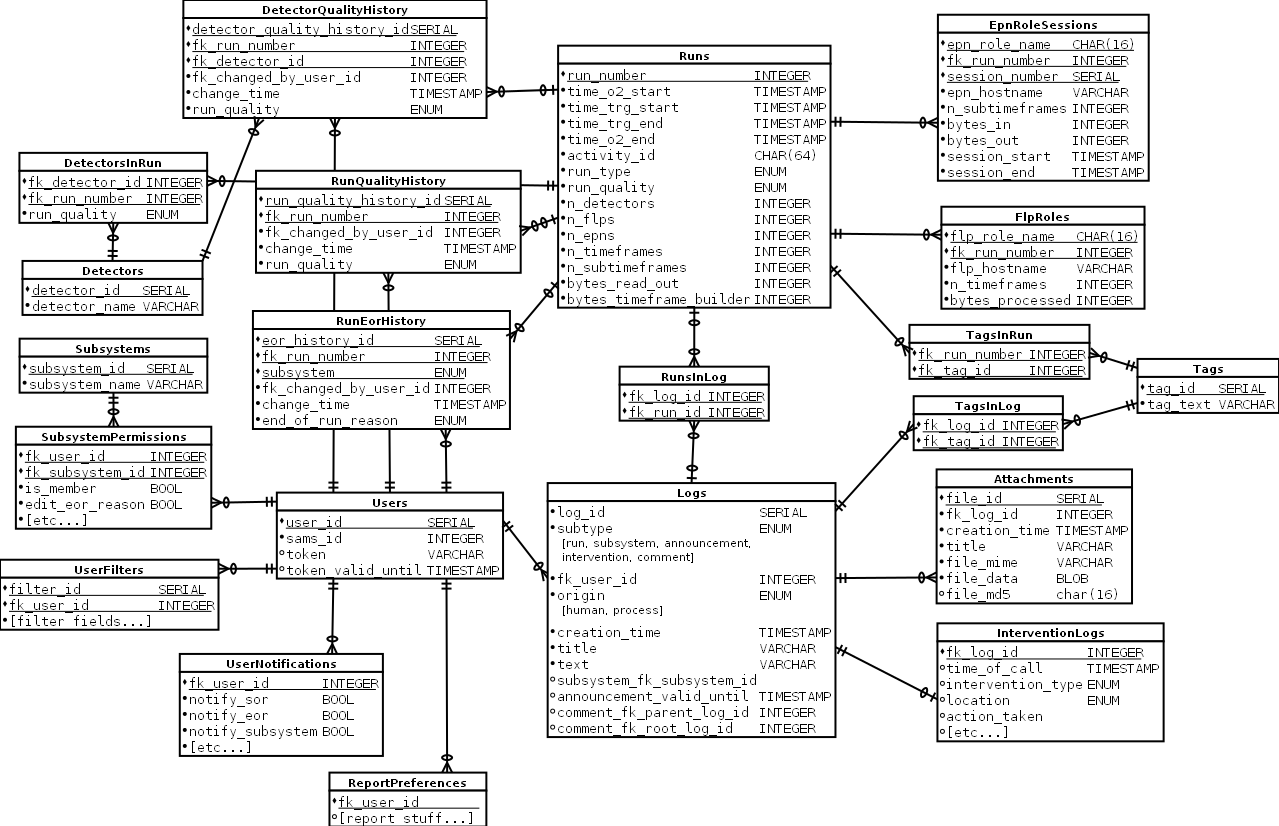 DetectorQualityHistory
detector_quality_history_id SERIAL
fk_run_number INTEGER
fk_detector_id INTEGER
fk_changed_by_user_id INTEGER
change_time TIMESTAMP
run_quality ENUM
DetectorsInRun
fk_detector_id INTEGER
fk_run_number INTEGER
run_quality ENUM
Detectors
detector_id SERIAL
detector_name VARCHAR
RunQualityHistory
run_quality_history_id SERIAL
fk_run_number INTEGER
fk_changed_by_user_id INTEGER
change_time TIMESTAMP
run_quality ENUM
RunEorHistory
eor_history_id SERIAL
fk_run_number INTEGER
subsystem ENUM
fk_changed_by_user_id INTEGER
change_time TIMESTAMP
end_of_run_reason ENUM
Subsystems
subsystem_id SERIAL
subsystem_name VARCHAR
SubsystemPermissions
fk_user_id INTEGER
fk_subsystem_id INTEGER
is_member BOOL
edit_eor_reason BOOL
[etc...]
Users
user_id SERIAL
sams_id INTEGER
token VARCHAR
token_valid_until TIMESTAMP
UserFilters
filter_id SERIAL
fk_user_id INTEGER
[filter fields...]
UserNotifications
fk_user_id INTEGER
notify_sor BOOL
notify_eor BOOL
notify_subsystem BOOL
[etc...]
ReportPreferences
fk_user_id
[report stuff...]
Runs
run_number INTEGER
time_o2_start TIMESTAMP
time_trg_start TIMESTAMP
time_trg_end TIMESTAMP
time_o2_end TIMESTAMP
activity_id CHAR(64)
run_type ENUM
run_quality ENUM
n_detectors INTEGER
n_flps INTEGER
n_epns INTEGER
n_timeframes INTEGER
n_subtimeframes INTEGER
bytes_read_out INTEGER
bytes_timeframe_builder INTEGER
RunsInLog
fk_log_id INTEGER
fk_run_id INTEGER
Logs
log_id SERIAL
subtype ENUM
[run, subsystem, announcement,
intervention, comment]
fk_user_id INTEGER
origin ENUM
[human, process]
creation_time TIMESTAMP
title VARCHAR
text VARCHAR
subsystem_fk_subsystem_id
announcement_valid_until TIMESTAMP
comment_fk_parent_log_id INTEGER
comment_fk_root_log_id INTEGER
EpnRoleSessions
epn_role_name CHAR(16)
fk_run_number INTEGER
session_number SERIAL
epn_hostname VARCHAR
n_subtimeframes INTEGER
bytes_in INTEGER
bytes_out INTEGER
session_start TIMESTAMP
session_end TIMESTAMP
FlpRoles
flp_role_name CHAR(16)
fk_run_number INTEGER
flp_hostname VARCHAR
n_timeframes INTEGER
bytes_processed INTEGER
TagsInRun
fk_run_number INTEGER
fk_tag_id INTEGER
Tags
tag_id SERIAL
tag_text VARCHAR
TagsInLog
fk_log_id INTEGER
fk_tag_id INTEGER
Attachments
file_id SERIAL
fk_log_id INTEGER
creation_time TIMESTAMP
title VARCHAR
file_mime VARCHAR
file_data BLOB
file_md5 char(16)
InterventionLogs
fk_log_id INTEGER
time_of_call TIMESTAMP
intervention_type ENUM
location ENUM
action_taken
[etc...]